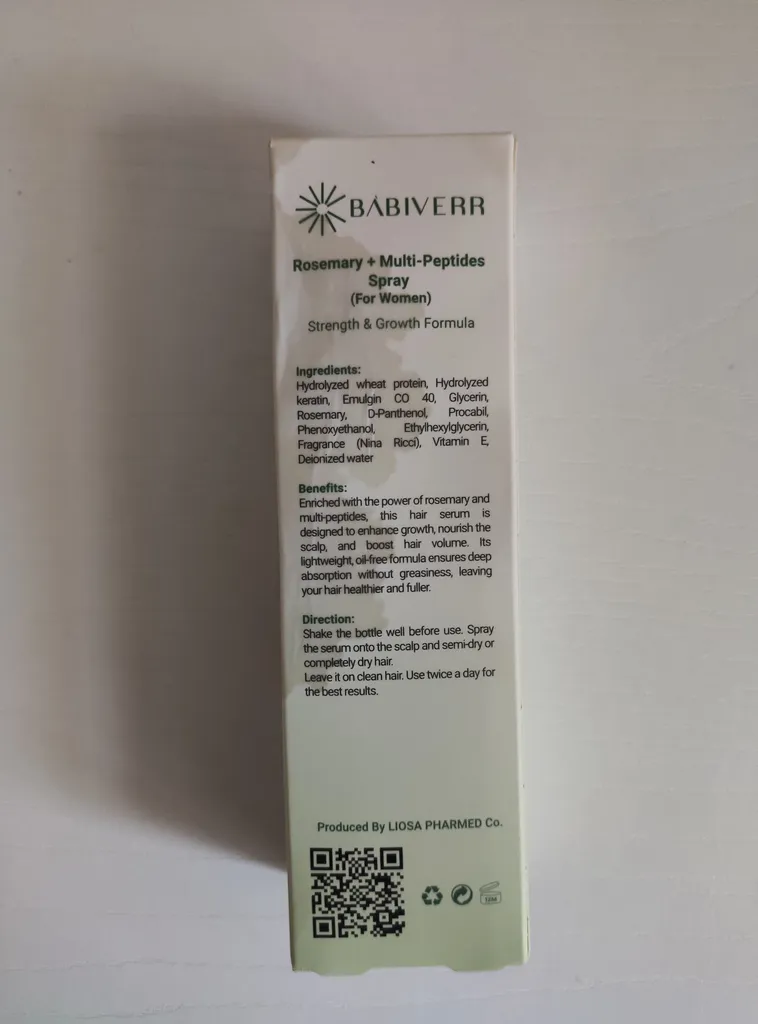 BÁBIVERR
Rosemary + Multi-Peptides
Spray
(For Women)
Strength & Growth Formula
Ingredients:
Hydrolyzed wheat protein, Hydrolyzed
keratin, Emulgin CO 40, Glycerin,
Rosemary, D-Panthenol, Procabil,
Phenoxyethanol, Ethylhexylglycerin,
Fragrance (Nina Ricci), Vitamin E,
Deionized water
Benefits:
Enriched with the power of rosemary and
multi-peptides, this hair serum is
designed to enhance growth, nourish the
scalp, and boost hair volume. Its
lightweight, oil-free formula ensures deep
absorption without greasiness, leaving
your hair healthier and fuller.
Direction:
Shake the bottle well before use. Spray
the serum onto the scalp and semi-dry or
completely dry hair.
Leave it on clean hair. Use twice a day for
the best results.
Produced By LIOSA PHARMED Co.
12M